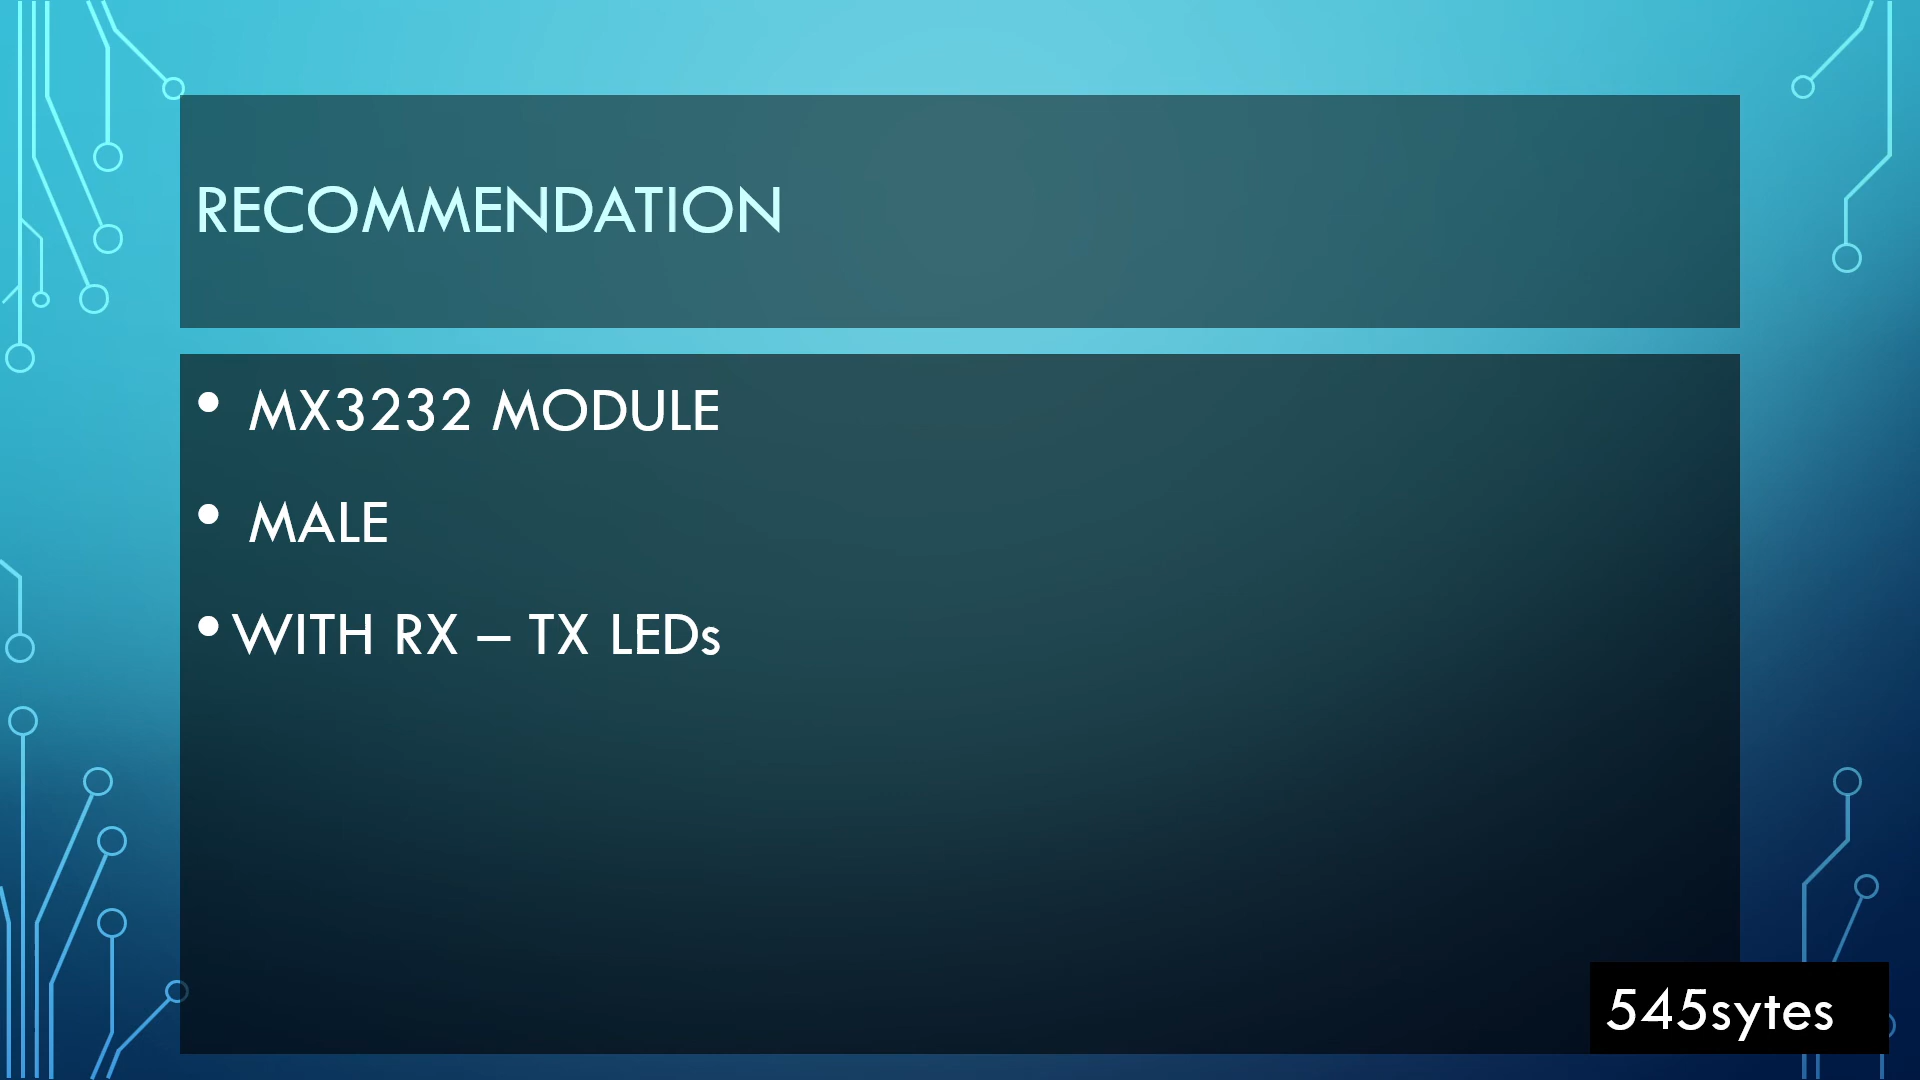 RECOMMENDATION
• MX3232 MODULE
• MALE
• WITH RX – TX LEDs
545sytes